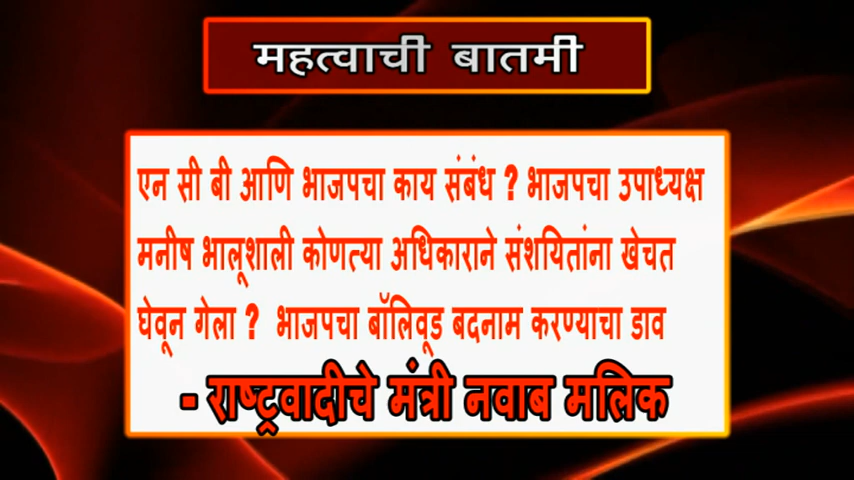 महत्वाची बातमी
एन सी बी आणि भाजपचा काय संबंध ? भाजपचा उपाध्यक्ष
मनीष भालूशाली कोणत्या अधिकाराने संशयितांना खेचत
घेवून गेला ? भाजपचा बॉलिवूड बदनाम करण्याचा डाव
- राष्ट्रवादीचे मंत्री नवाब मलिक